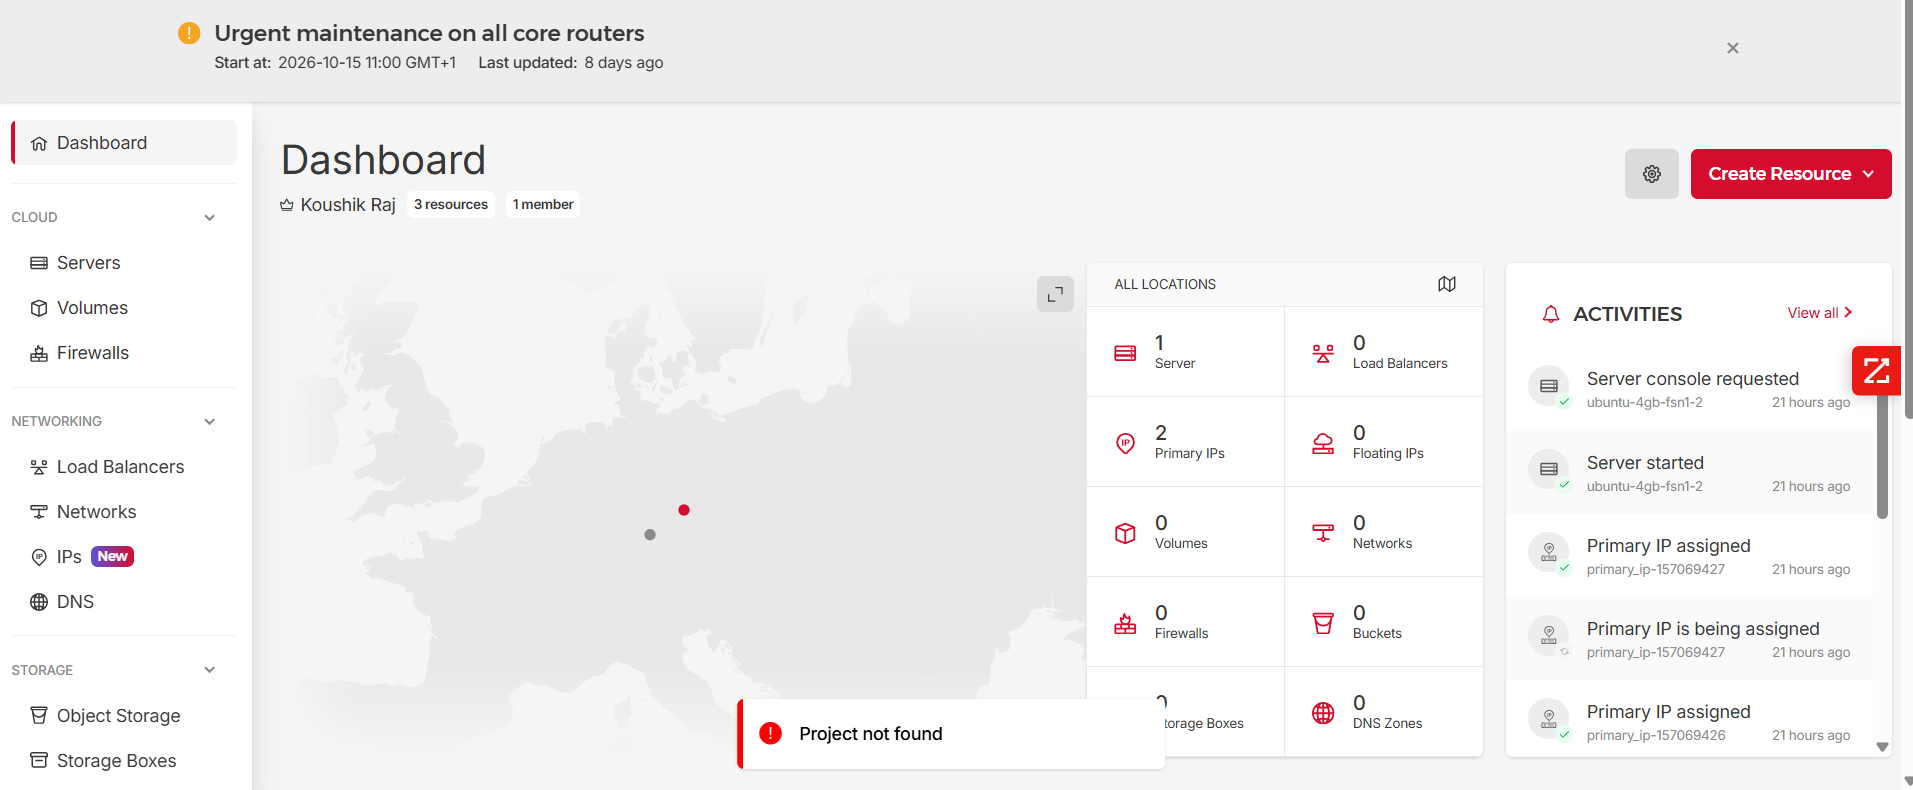 Urgent maintenance on all core routers
Start at: 2026-10-15 11:00 GMT+1 Last updated: 8 days ago
Dashboard
CLOUD
Servers
Volumes
Firewalls
NETWORKING
Load Balancers
Networks
IPs New
DNS
STORAGE
Object Storage
Storage Boxes
Dashboard
Koushik Raj 3 resources 1 member
Create Resource
ALL LOCATIONS
1
Server
0
Load Balancers
2
Primary IPs
0
Floating IPs
0
Volumes
0
Networks
0
Firewalls
0
Buckets
Boxes
0
DNS Zones
Project not found
ACTIVITIES View all
Server console requested
ubuntu-4gb-fsn1-2 21 hours ago
Server started
ubuntu-4gb-fsn1-2 21 hours ago
Primary IP assigned
primary_ip-157069427 21 hours ago
Primary IP is being assigned
primary_ip-157069427 21 hours ago
Primary IP assigned
primary_ip-157069426 21 hours ago